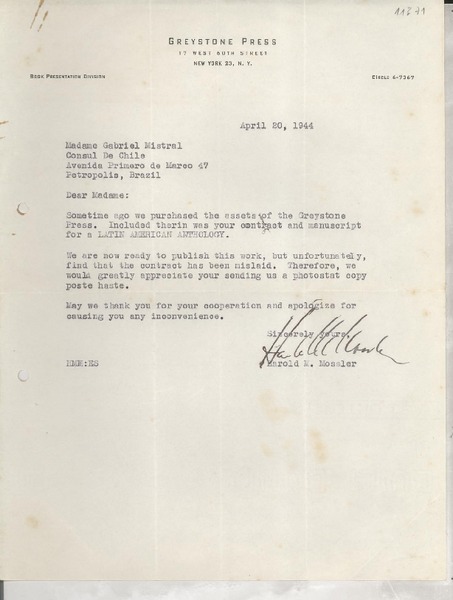 11371
GREYSTONE PRESS
17 WEST 60TH STREET
NEW YORK 23, N. Y.
BOOK PRESENTATION DIVISION
CIRCLE 6-7367
April 20, 1944
Madame Gabriel Mistral
Consul De Chile
Avenida Primero de Marco 47
Petropolis, Brazil
Dear Madame:
Sometime ago we purchased the assets of the Greystone
Press. Included therin was your contract and manuscript
for a LATIN AMERICAN ANTHOLOGY.
We are now ready to publish this work, but unfortunately,
find that the contract has been mislaid. Therefore, we
would greatly appreciate your sending us a photostat copy
poste haste.
May we thank you for your cooperation and apologize for
causing you any inconvenience.
Sincerely yours,
HMM:ES
Harold M. Mossler